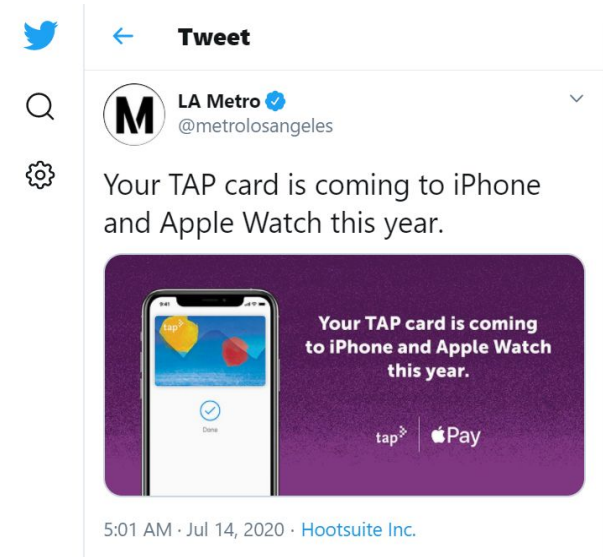 Tweet
LA Metro
@metrolosangeles
Your TAP card is coming to iPhone
and Apple Watch this year.
9:41
tap
Done
Your TAP card is coming
to iPhone and Apple Watch
this year.
tap
Pay
5:01 AM · Jul 14, 2020 · Hootsuite Inc.